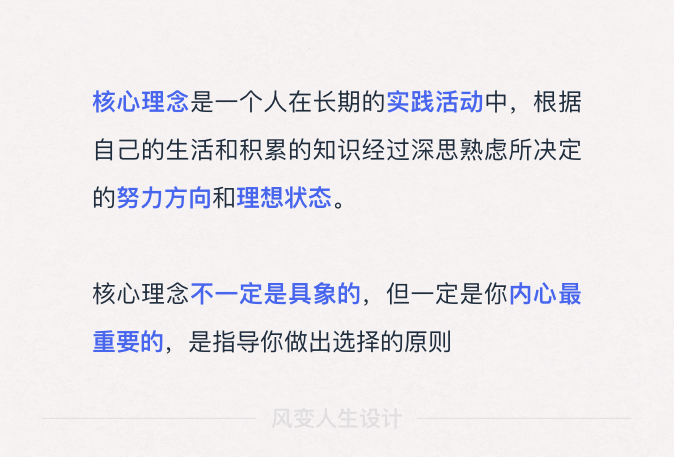 核心理念是一个人在长期的实践活动中，根据
自己的生活和积累的知识经过深思熟虑所决定
的努力方向和理想状态。
核心理念不一定是具象的，但一定是你内心最
重要的，是指导你做出选择的原则
风变人生设计